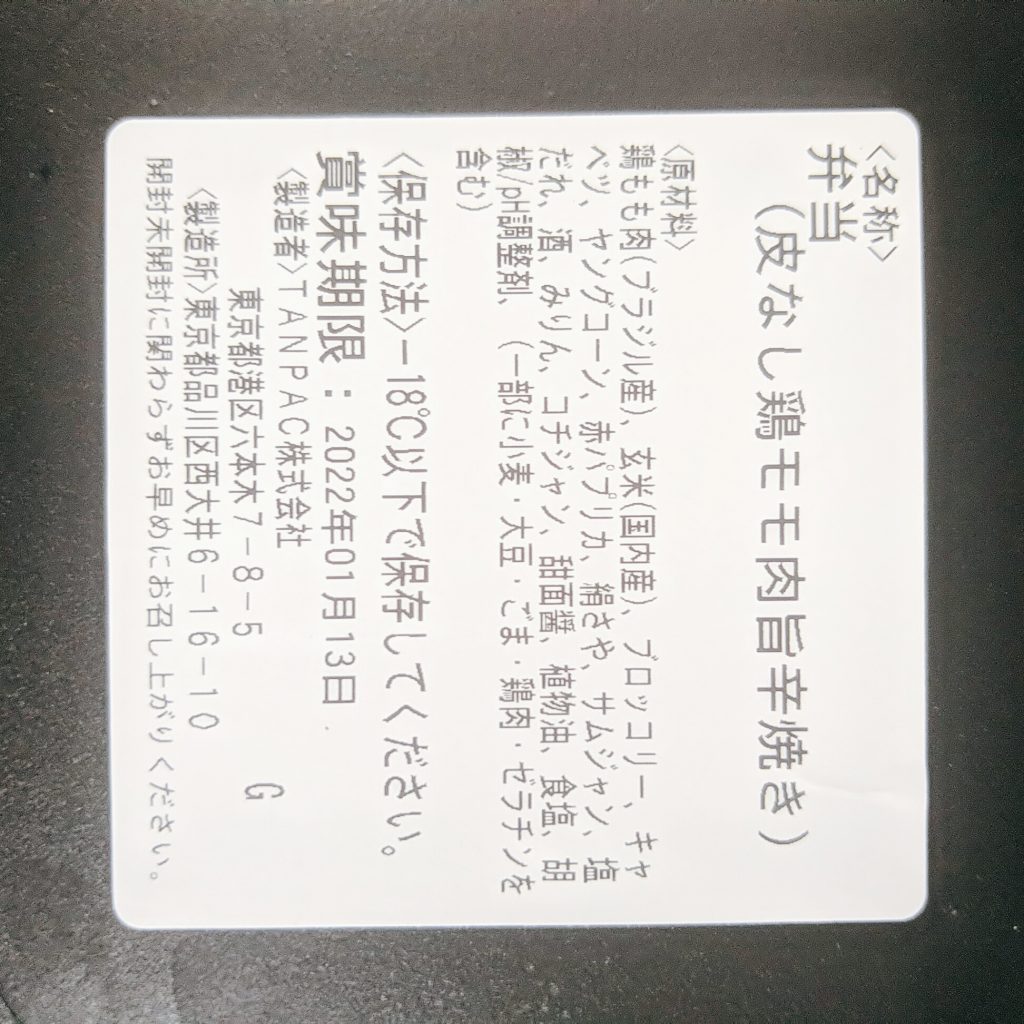 <名称>
弁当
(皮なし鶏モモ肉旨辛焼き)
<原材料>
鶏もも肉(ブラジル産)、玄米(国内産)、ブロッコリー、キャ
ベツ、ヤングコーン、赤パプリカ、絹さや、サムジャン、塩
だれ、酒、みりん、コチジャン、甜面醤、植物油、食塩、胡
椒/pH調整剤、(一部に小麦・大豆・ごま・鶏肉・ゼラチンを
含む)
<保存方法>−18℃以下で保存してください。
賞味期限：2022年01月13日
<製造者>TANPAC株式会社
東京都港区六本木7−8−5 G
<製造所>東京都品川区西大井6−16−10
開封未開封に関わらずお早めにお召し上がりください。